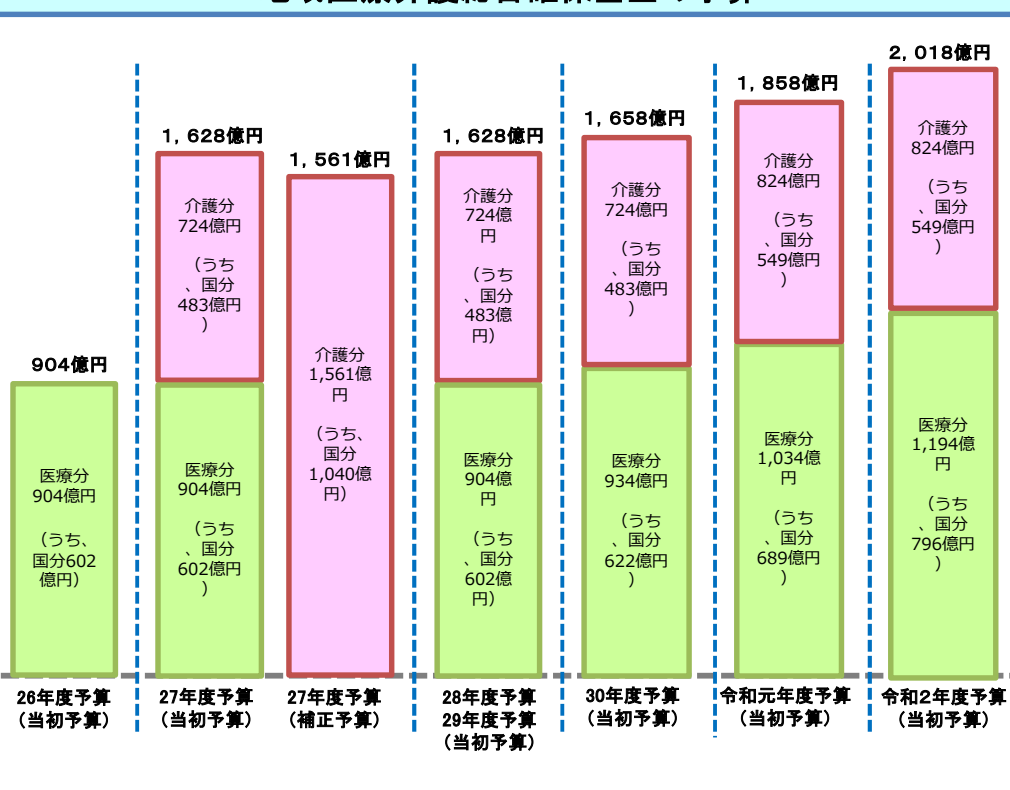 904億円
医療分
904億円
(うち、
国分602
億円)
26年度予算
(当初予算)
1,628億円
介護分
724億円
(うち
、国分
483億円
)
医療分
904億円
(うち
、国分
602億円
)
27年度予算
(当初予算)
1,561億円
介護分
1,561億
円
(うち、
国分
1,040億
円)
27年度予算
(補正予算)
1,628億円
介護分
724億
円
(うち
、国分
483億
円)
医療分
904億
円
(うち
、国分
602億
円)
28年度予算
29年度予算
(当初予算)
1,658億円
介護分
724億円
(うち
、国分
483億円
)
医療分
934億円
(うち
、国分
622億円
)
30年度予算
(当初予算)
1,858億円
介護分
824億円
(うち
、国分
549億円
)
医療分
1,034億
円
(うち
、国分
689億円
)
令和元年度予算
(当初予算)
2,018億円
介護分
824億円
(うち
、国分
549億円
)
医療分
1,194億
円
(うち
、国分
796億円
)
令和2年度予算
(当初予算)